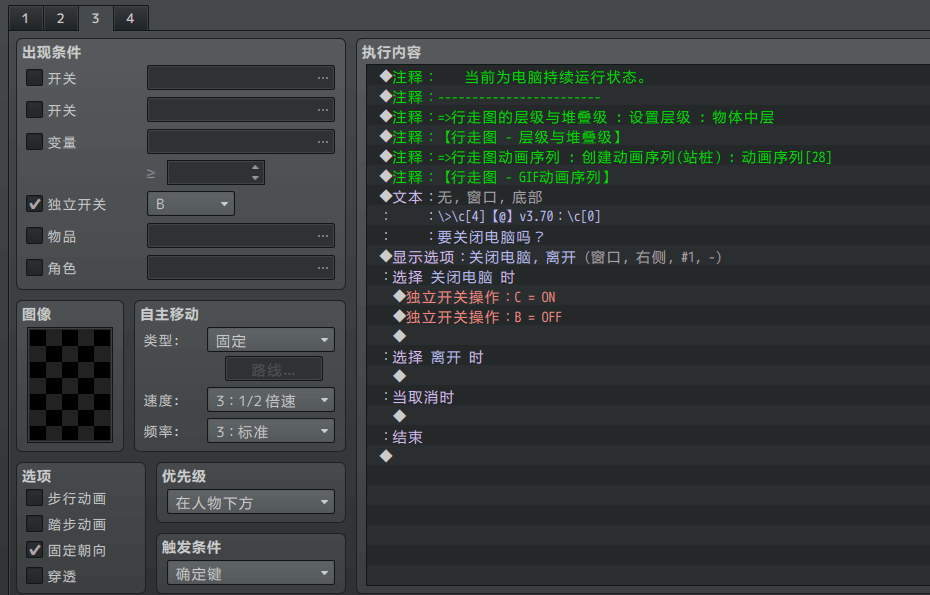 1 2 3 4
出现条件
开关 ...
开关 ...
变量 ...
≥
独立开关 B
物品 ...
角色 ...
图像
自主移动
类型: 固定
路线...
速度: 3：1/2 倍速
频率: 3：标准
选项
步行动画
踏步动画
固定朝向
穿透
优先级
在人物下方
触发条件
确定键
执行内容
◆注释：　　当前为电脑持续运行状态。
◆注释：------------------------
◆注释：=>行走图的层级与堆叠级 : 设置层级 : 物体中层
◆注释：【行走图 - 层级与堆叠级】
◆注释：=>行走图动画序列 : 创建动画序列(站桩) : 动画序列[28]
◆注释：【行走图 - GIF动画序列】
◆文本：无, 窗口, 底部
：　　：\>\c[4]【@】v3.70：\c[0]
：　　：要关闭电脑吗？
◆显示选项：关闭电脑, 离开 (窗口, 右侧, #1, -)
：选择 关闭电脑 时
◆独立开关操作：C = ON
◆独立开关操作：B = OFF
◆
：选择 离开 时
◆
：当取消时
◆
：结束
◆